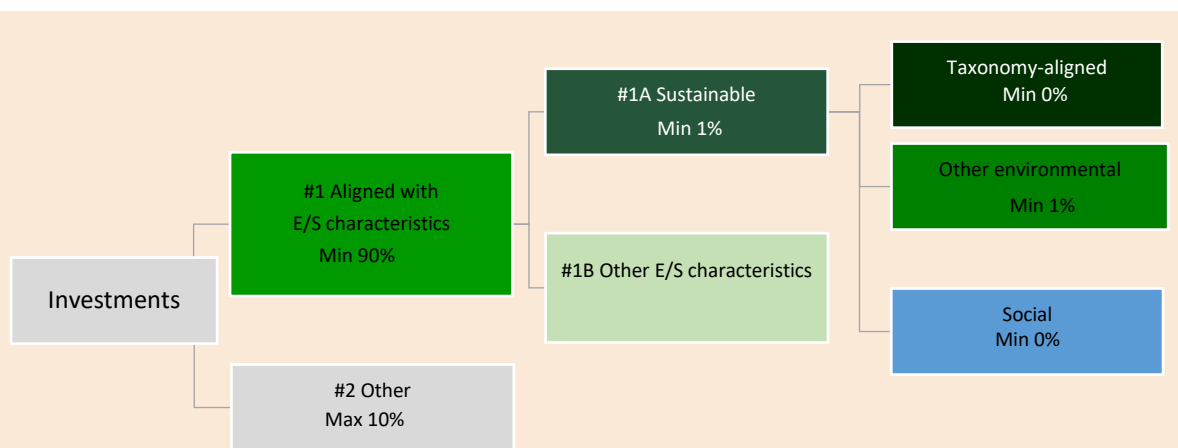 Investments
#1 Aligned with
E/S characteristics
Min 90%
#2 Other
Max 10%
#1A Sustainable
Min 1%
#1B Other E/S characteristics
Taxonomy-aligned
Min 0%
Other environmental
Min 1%
Social
Min 0%